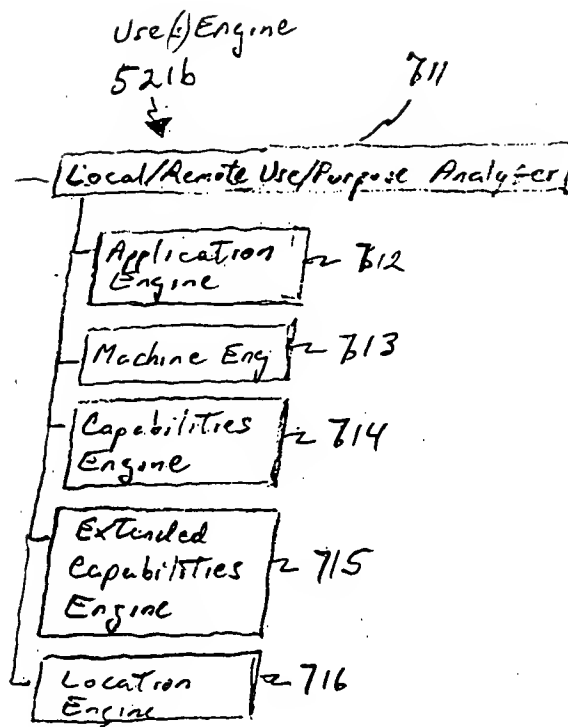 Use(s) Engine
521b
711
Local/Remote Use/Purpose Analyzer
Application
Engine
712
Machine Eng
713
Capabilities
Engine
714
Extended
Capabilities
Engine
715
Location
Engine
716